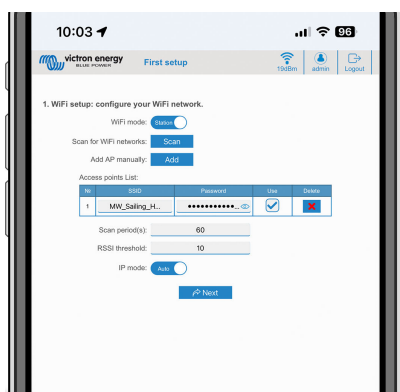 10:03 96
victron energy
BLUE POWER
First setup
19dBm admin Logout
1. WiFi setup: configure your WiFi network.
WiFi mode: Station
Scan for WiFi networks: Scan
Add AP manually: Add
Access points List:
№ SSID Password Use Delete
1 MW_Sailing_H... •••••••••••...
Scan period(s): 60
RSSI threshold: 10
IP mode: Auto
Next